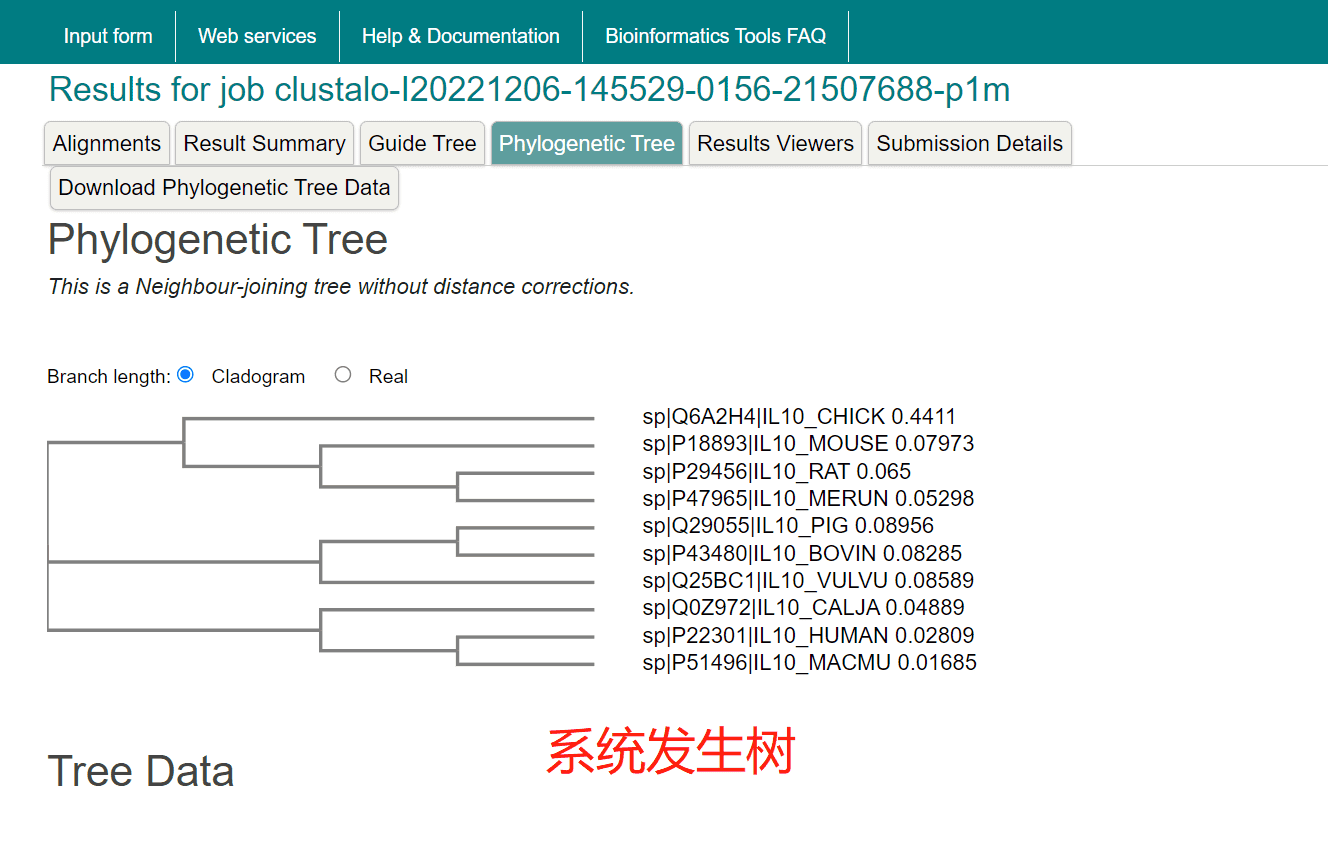 Input form
Web services
Help & Documentation
Bioinformatics Tools FAQ
Results for job clustalo-I20221206-145529-0156-21507688-p1m
Alignments
Result Summary
Guide Tree
Phylogenetic Tree
Results Viewers
Submission Details
Download Phylogenetic Tree Data
Phylogenetic Tree
This is a Neighbour-joining tree without distance corrections.
Branch length: Cladogram Real
sp|Q6A2H4|IL10_CHICK 0.4411
sp|P18893|IL10_MOUSE 0.07973
sp|P29456|IL10_RAT 0.065
sp|P47965|IL10_MERUN 0.05298
sp|Q29055|IL10_PIG 0.08956
sp|P43480|IL10_BOVIN 0.08285
sp|Q25BC1|IL10_VULVU 0.08589
sp|Q0Z972|IL10_CALJA 0.04889
sp|P22301|IL10_HUMAN 0.02809
sp|P51496|IL10_MACMU 0.01685
系统发生树
Tree Data